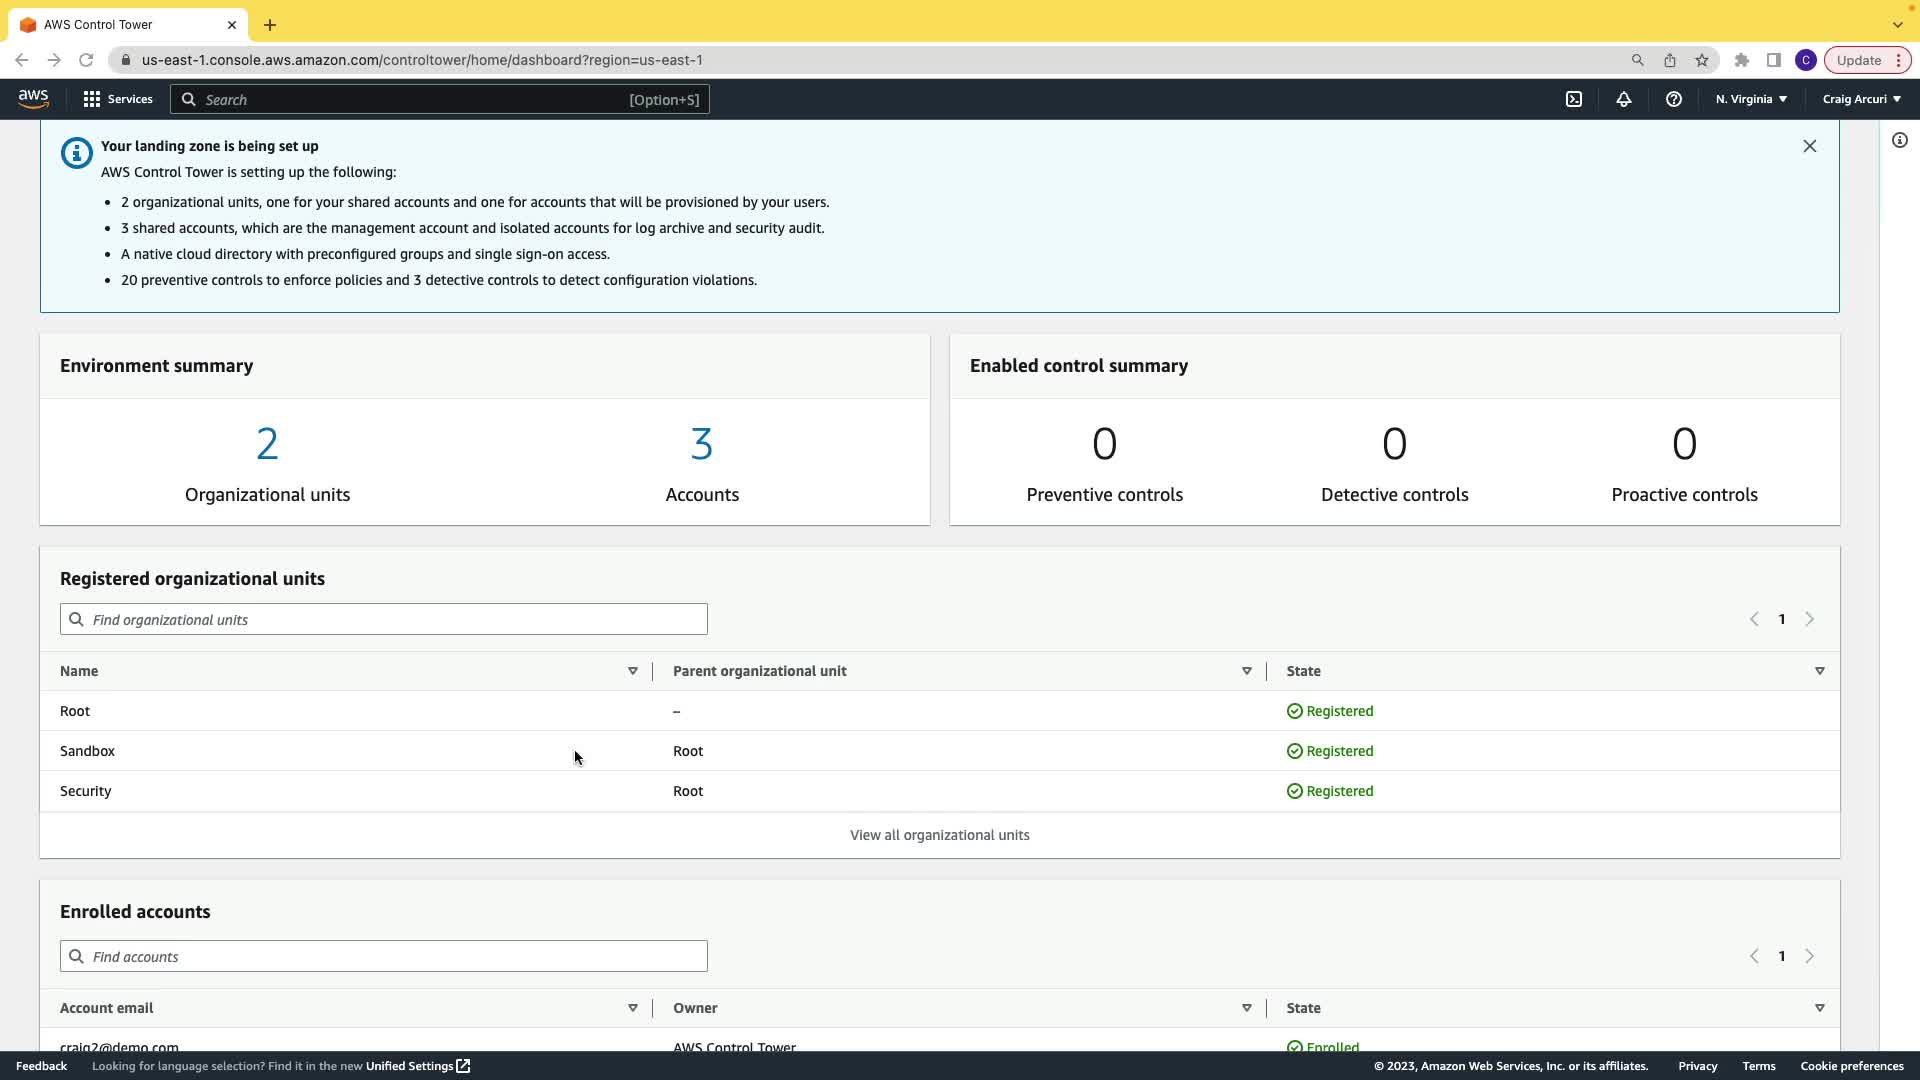 AWS Control Tower
us-east-1.console.aws.amazon.com/controltower/home/dashboard?region=us-east-1
C
Update
aws
Services
Search
[Option+S]
N. Virginia
Craig Arcuri
Your landing zone is being set up
AWS Control Tower is setting up the following:
• 2 organizational units, one for your shared accounts and one for accounts that will be provisioned by your users.
• 3 shared accounts, which are the management account and isolated accounts for log archive and security audit.
• A native cloud directory with preconfigured groups and single sign-on access.
• 20 preventive controls to enforce policies and 3 detective controls to detect configuration violations.
Environment summary
2
Organizational units
3
Accounts
Enabled control summary
0
Preventive controls
0
Detective controls
0
Proactive controls
Registered organizational units
Find organizational units
1
Name
Parent organizational unit
State
Root
–
Registered
Sandbox
Root
Registered
Security
Root
Registered
View all organizational units
Enrolled accounts
Find accounts
1
Account email
Owner
State
craig2@demo.com
AWS Control Tower
Enrolled
Feedback
Looking for language selection? Find it in the new Unified Settings
© 2023, Amazon Web Services, Inc. or its affiliates.
Privacy
Terms
Cookie preferences